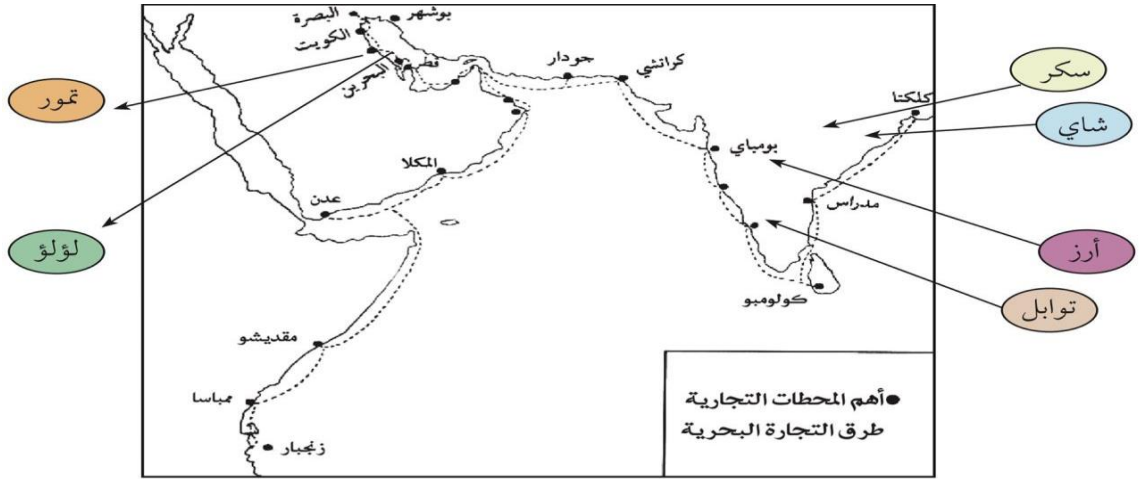 البصرة
بوشهر
الكويت
البحرين
قطر
جودار
كراتشي
كلكتا
بومباي
مدراس
كولومبو
المكلا
عدن
مقديشو
ممباسا
زنجبار
تمور
لؤلؤ
سكر
شاي
أرز
توابل
أهم المحطات التجارية
طرق التجارة البحرية